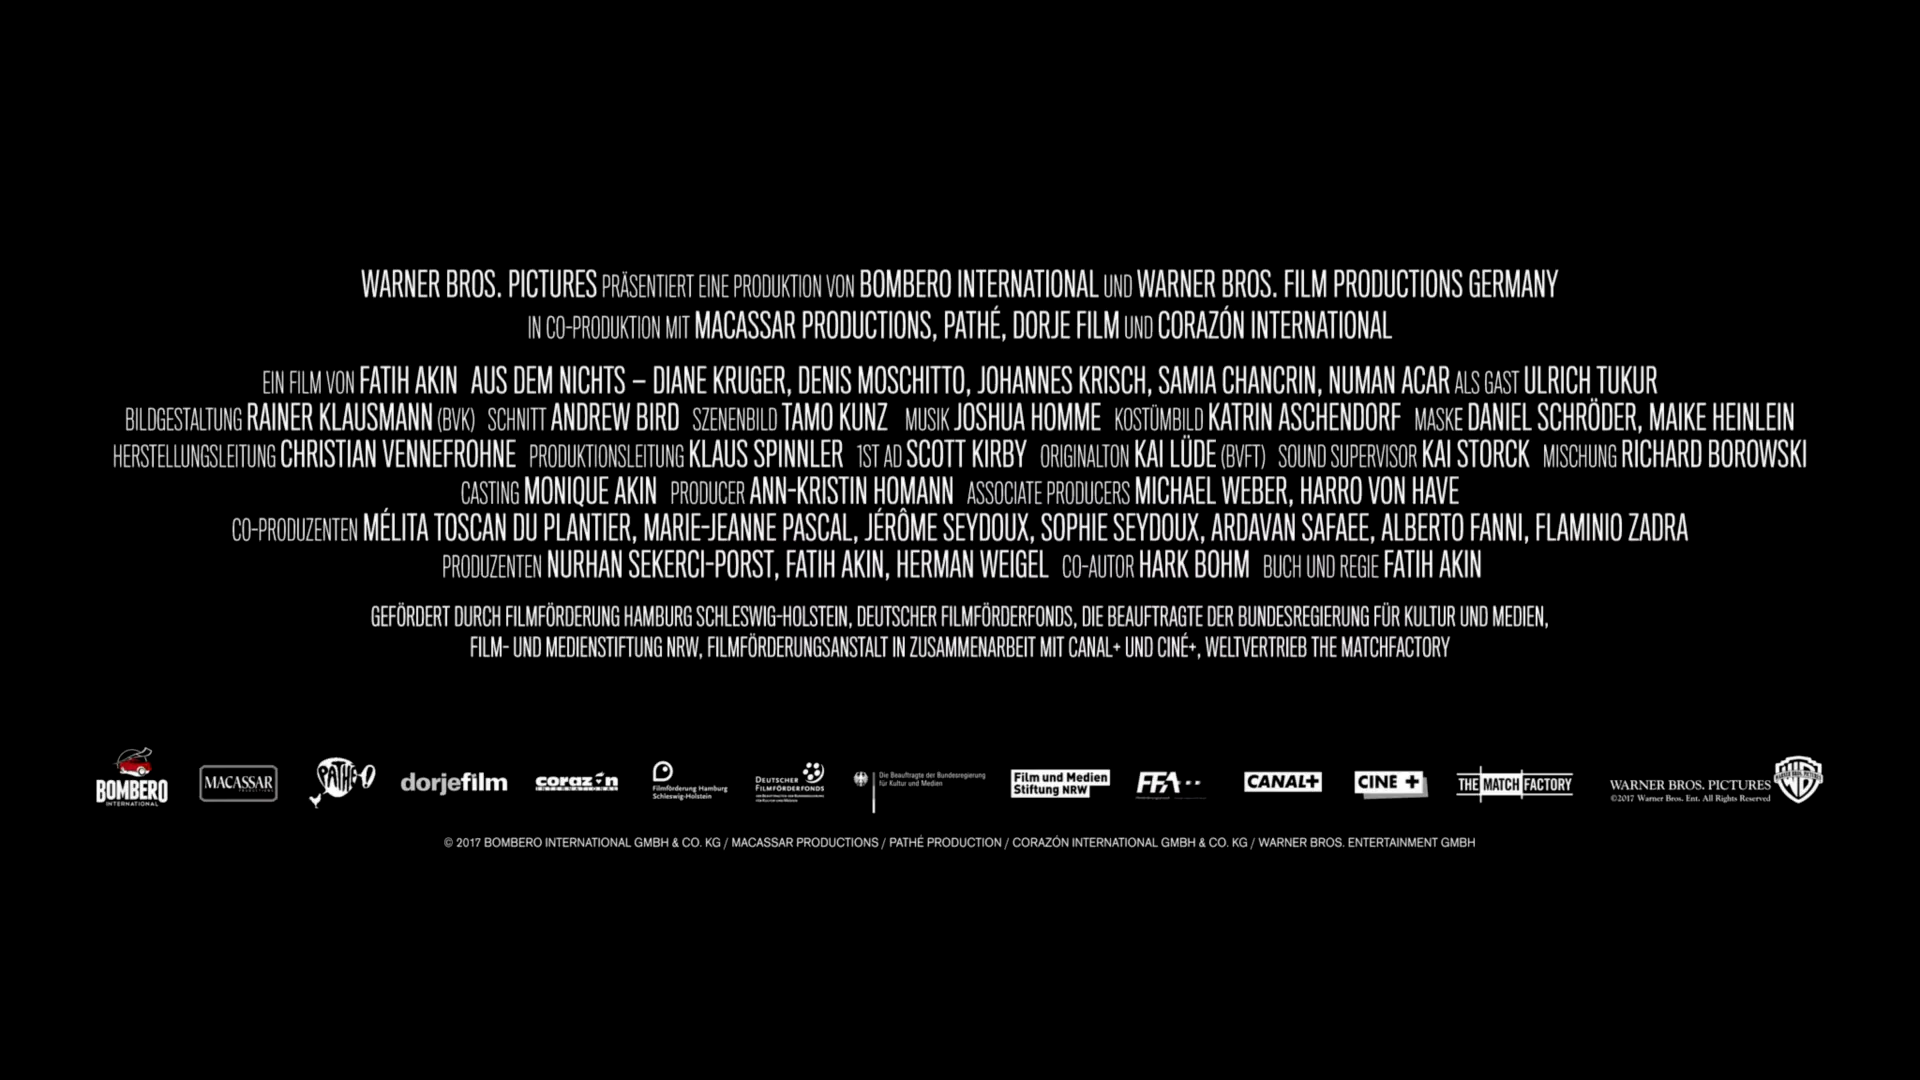 WARNER BROS. PICTURES PRÄSENTIERT EINE PRODUKTION VON BOMBERO INTERNATIONAL UND WARNER BROS. FILM PRODUCTIONS GERMANY
IN CO-PRODUKTION MIT MACASSAR PRODUCTIONS, PATHÉ, DORJE FILM UND CORAZÓN INTERNATIONAL
EIN FILM VON FATIH AKIN AUS DEM NICHTS – DIANE KRUGER, DENIS MOSCHITTO, JOHANNES KRISCH, SAMIA CHANCRIN, NUMAN ACAR ALS GAST ULRICH TUKUR
BILDGESTALTUNG RAINER KLAUSMANN (BVK) SCHNITT ANDREW BIRD SZENENBILD TAMO KUNZ MUSIK JOSHUA HOMME KOSTÜMBILD KATRIN ASCHENDORF MASKE DANIEL SCHRÖDER, MAIKE HEINLEIN
HERSTELLUNGSLEITUNG CHRISTIAN VENNEFROHNE PRODUKTIONSLEITUNG KLAUS SPINNLER 1ST AD SCOTT KIRBY ORIGINALTON KAI LÜDE (BVFT) SOUND SUPERVISOR KAI STORCK MISCHUNG RICHARD BOROWSKI
CASTING MONIQUE AKIN PRODUCER ANN-KRISTIN HOMANN ASSOCIATE PRODUCERS MICHAEL WEBER, HARRO VON HAVE
CO-PRODUZENTEN MÉLITA TOSCAN DU PLANTIER, MARIE-JEANNE PASCAL, JÉRÔME SEYDOUX, SOPHIE SEYDOUX, ARDAVAN SAFAEE, ALBERTO FANNI, FLAMINIO ZADRA
PRODUZENTEN NURHAN SEKERCI-PORST, FATIH AKIN, HERMAN WEIGEL CO-AUTOR HARK BOHM BUCH UND REGIE FATIH AKIN
GEFÖRDERT DURCH FILMFÖRDERUNG HAMBURG SCHLESWIG-HOLSTEIN, DEUTSCHER FILMFÖRDERFONDS, DIE BEAUFTRAGTE DER BUNDESREGIERUNG FÜR KULTUR UND MEDIEN,
FILM- UND MEDIENSTIFTUNG NRW, FILMFÖRDERUNGSANSTALT IN ZUSAMMENARBEIT MIT CANAL+ UND CINÉ+, WELTVERTRIEB THE MATCHFACTORY
BOMBERO
INTERNATIONAL
MACASSAR
PRODUCTIONS
PATHÉ
dorjefilm
corazón
INTERNATIONAL
Filmförderung Hamburg
Schleswig-Holstein
DEUTSCHER
FILMFÖRDERFONDS
Die Beauftragte der Bundesregierung
für Kultur und Medien
Film und Medien
Stiftung NRW
FFA
CANAL+
CINE +
THE MATCH FACTORY
WARNER BROS. PICTURES
©2017 Warner Bros. Ent. All Rights Reserved
© 2017 BOMBERO INTERNATIONAL GMBH & CO. KG / MACASSAR PRODUCTIONS / PATHÉ PRODUCTION / CORAZÓN INTERNATIONAL GMBH & CO. KG / WARNER BROS. ENTERTAINMENT GMBH